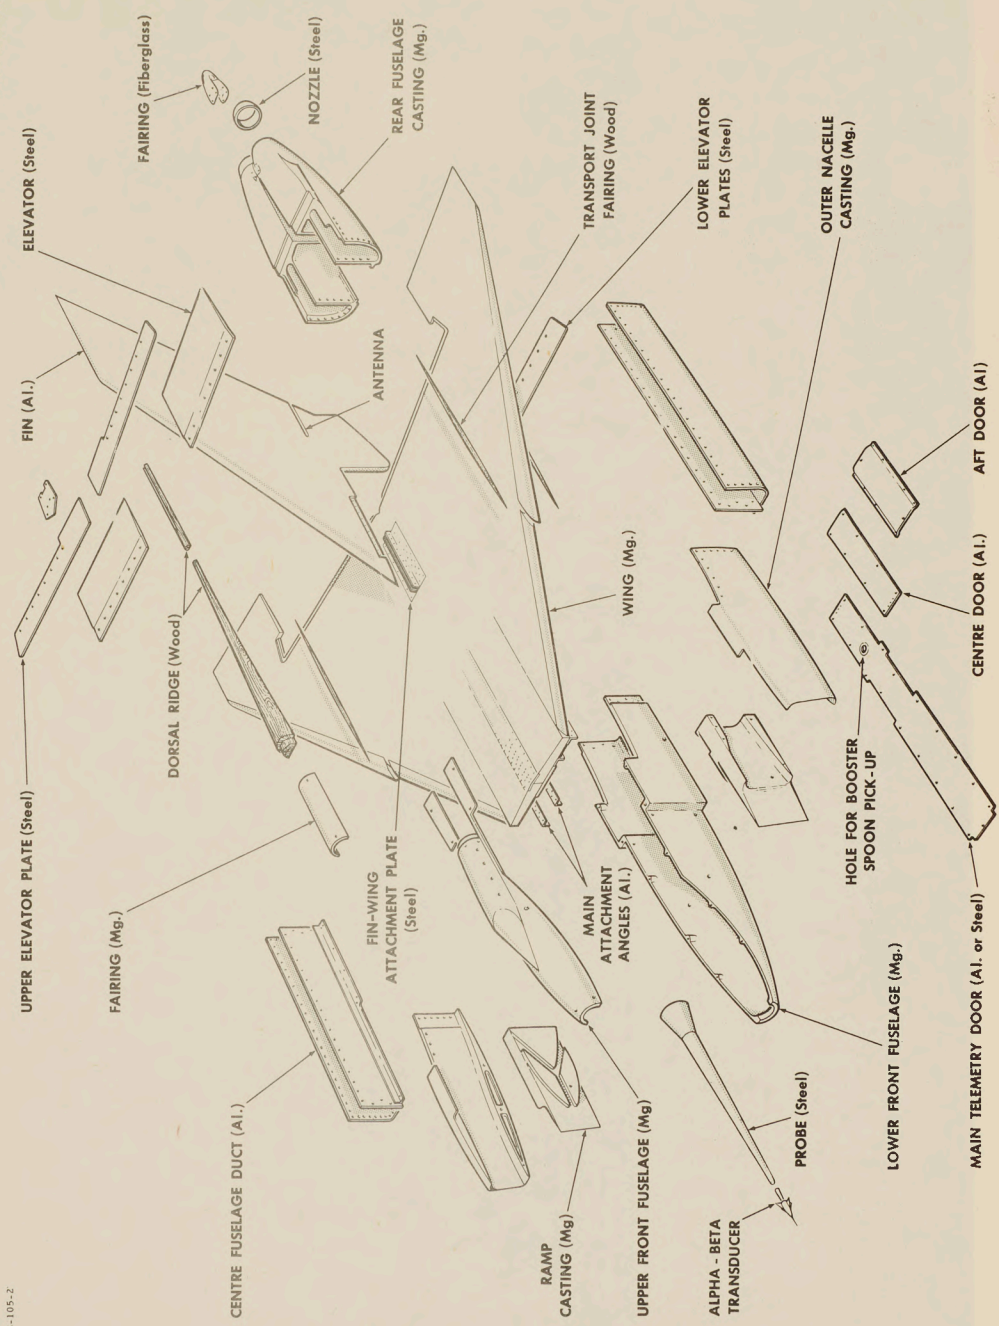 -105-2
UPPER ELEVATOR PLATE (Steel)
FIN (Al.)
ELEVATOR (Steel)
FAIRING (Mg.)
FAIRING (Fiberglass)
DORSAL RIDGE (Wood)
CENTRE FUSELAGE DUCT (Al.)
NOZZLE (Steel)
FIN-WING
ATTACHMENT PLATE
(Steel)
ANTENNA
REAR FUSELAGE
CASTING (Mg.)
RAMP
CASTING (Mg)
MAIN
ATTACHMENT
ANGLES (Al.)
TRANSPORT JOINT
FAIRING (Wood)
UPPER FRONT FUSELAGE (Mg)
WING (Mg.)
LOWER ELEVATOR
PLATES (Steel)
ALPHA - BETA
TRANSDUCER
PROBE (Steel)
OUTER NACELLE
CASTING (Mg.)
HOLE FOR BOOSTER
SPOON PICK-UP
LOWER FRONT FUSELAGE (Mg.)
MAIN TELEMETRY DOOR (Al. or Steel)
CENTRE DOOR (Al.)
AFT DOOR (Al)